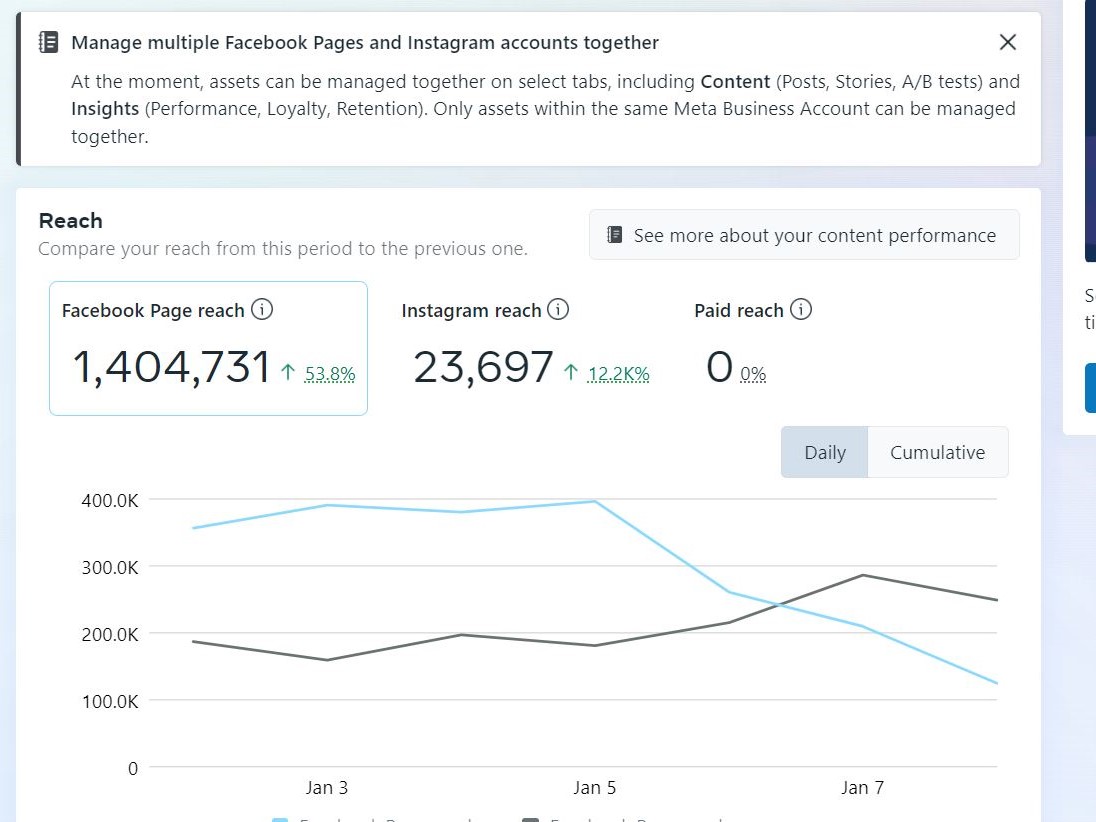 Manage multiple Facebook Pages and Instagram accounts together
At the moment, assets can be managed together on select tabs, including Content (Posts, Stories, A/B tests) and
Insights (Performance, Loyalty, Retention). Only assets within the same Meta Business Account can be managed
together.
Reach
Compare your reach from this period to the previous one.
See more about your content performance
Facebook Page reach
1,404,731 ↑ 53.8%
Instagram reach
23,697 ↑ 12.2K%
Paid reach
0 0%
Daily
Cumulative
400.0K
300.0K
200.0K
100.0K
0
Jan 3 Jan 5 Jan 7